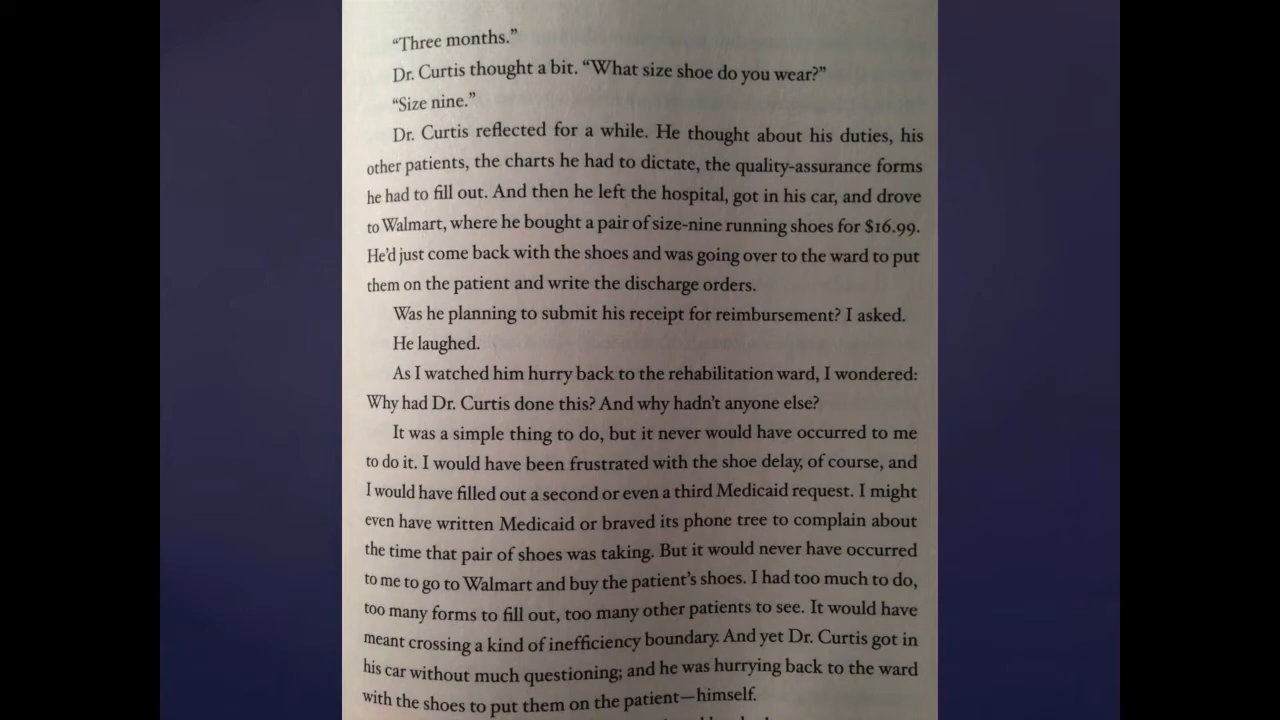 “Three months.”
Dr. Curtis thought a bit. “What size shoe do you wear?”
“Size nine.”
Dr. Curtis reflected for a while. He thought about his duties, his
other patients, the charts he had to dictate, the quality-assurance forms
he had to fill out. And then he left the hospital, got in his car, and drove
to Walmart, where he bought a pair of size-nine running shoes for $16.99.
He’d just come back with the shoes and was going over to the ward to put
them on the patient and write the discharge orders.
Was he planning to submit his receipt for reimbursement? I asked.
He laughed.
As I watched him hurry back to the rehabilitation ward, I wondered:
Why had Dr. Curtis done this? And why hadn’t anyone else?
It was a simple thing to do, but it never would have occurred to me
to do it. I would have been frustrated with the shoe delay, of course, and
I would have filled out a second or even a third Medicaid request. I might
even have written Medicaid or braved its phone tree to complain about
the time that pair of shoes was taking. But it would never have occurred
to me to go to Walmart and buy the patient’s shoes. I had too much to do,
too many forms to fill out, too many other patients to see. It would have
meant crossing a kind of inefficiency boundary. And yet Dr. Curtis got in
his car without much questioning; and he was hurrying back to the ward
with the shoes to put them on the patient—himself.